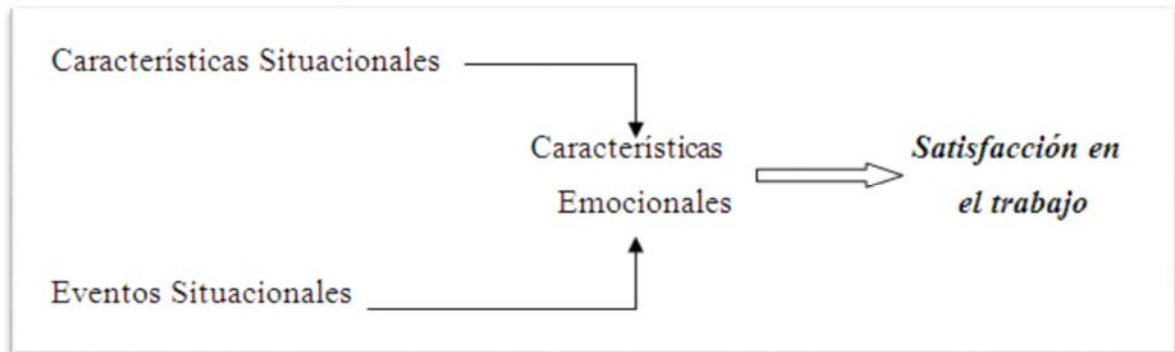 Características Situacionales
Características
Emocionales
Satisfacción en
el trabajo
Eventos Situacionales